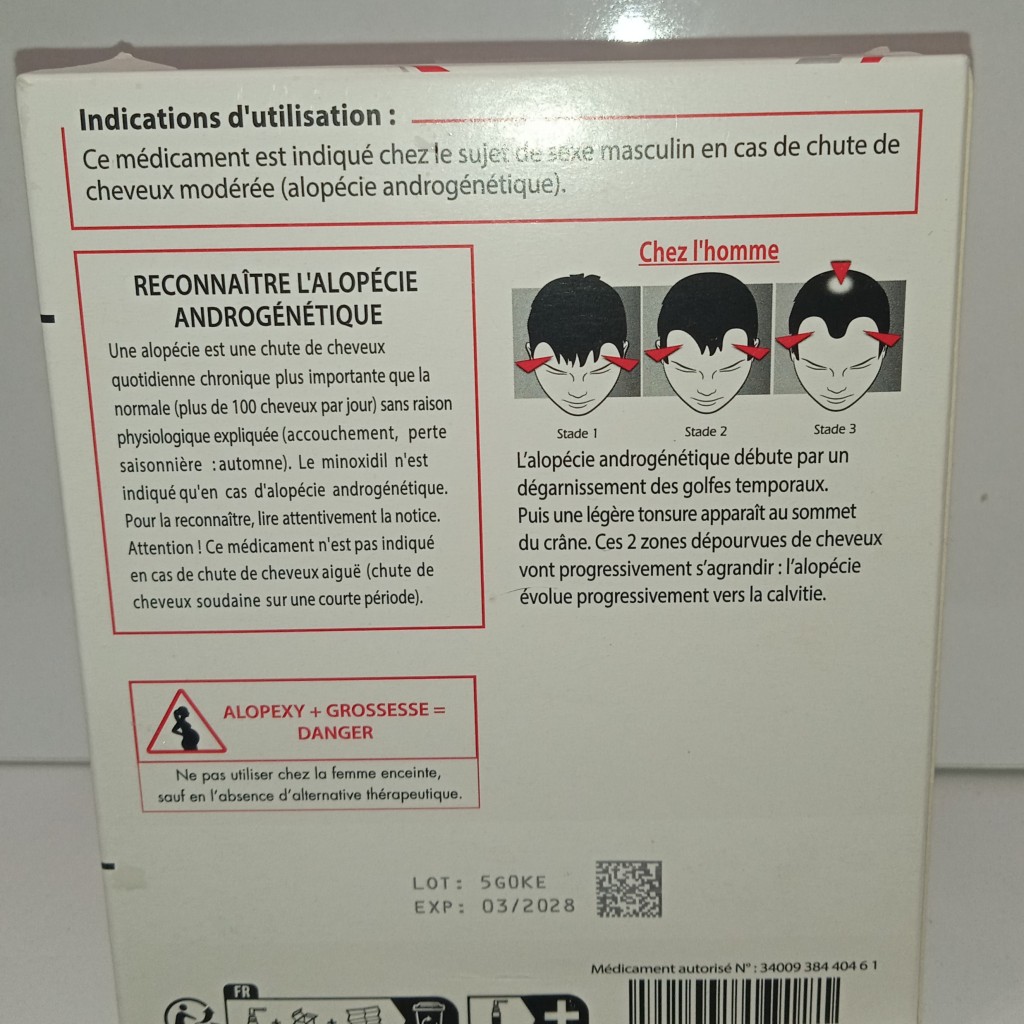 Indications d'utilisation :
Ce médicament est indiqué chez le sujet de sexe masculin en cas de chute de
cheveux modérée (alopécie androgénétique).
RECONNAÎTRE L'ALOPÉCIE
ANDROGÉNÉTIQUE
Une alopécie est une chute de cheveux
quotidienne chronique plus importante que la
normale (plus de 100 cheveux par jour) sans raison
physiologique expliquée (accouchement, perte
saisonnière : automne). Le minoxidil n'est
indiqué qu'en cas d'alopécie androgénétique.
Pour la reconnaître, lire attentivement la notice.
Attention ! Ce médicament n'est pas indiqué
en cas de chute de cheveux aiguë (chute de
cheveux soudaine sur une courte période).
Chez l'homme
Stade 1
Stade 2
Stade 3
L'alopécie androgénétique débute par un
dégarnissement des golfes temporaux.
Puis une légère tonsure apparaît au sommet
du crâne. Ces 2 zones dépourvues de cheveux
vont progressivement s'agrandir : l'alopécie
évolue progressivement vers la calvitie.
ALOPEXY + GROSSESSE =
DANGER
Ne pas utiliser chez la femme enceinte,
sauf en l'absence d'alternative thérapeutique.
LOT: 5G0KE
EXP: 03/2028
Médicament autorisé N° : 34009 384 404 6 1
FR